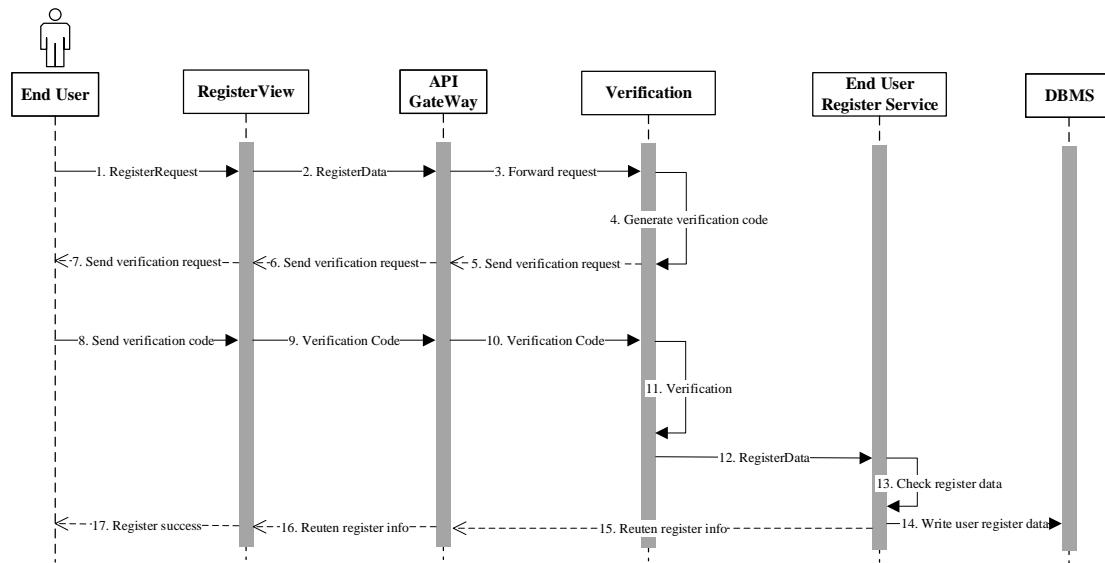 End User
RegisterView
API
GateWay
Verification
End User
Register Service
DBMS
1. RegisterRequest
2. RegisterData
3. Forward request
4. Generate verification code
7. Send verification request
6. Send verification request
5. Send verification request
8. Send verification code
9. Verification Code
10. Verification Code
11. Verification
12. RegisterData
13. Check register data
17. Register success
16. Reuten register info
15. Reuten register info
14. Write user register data